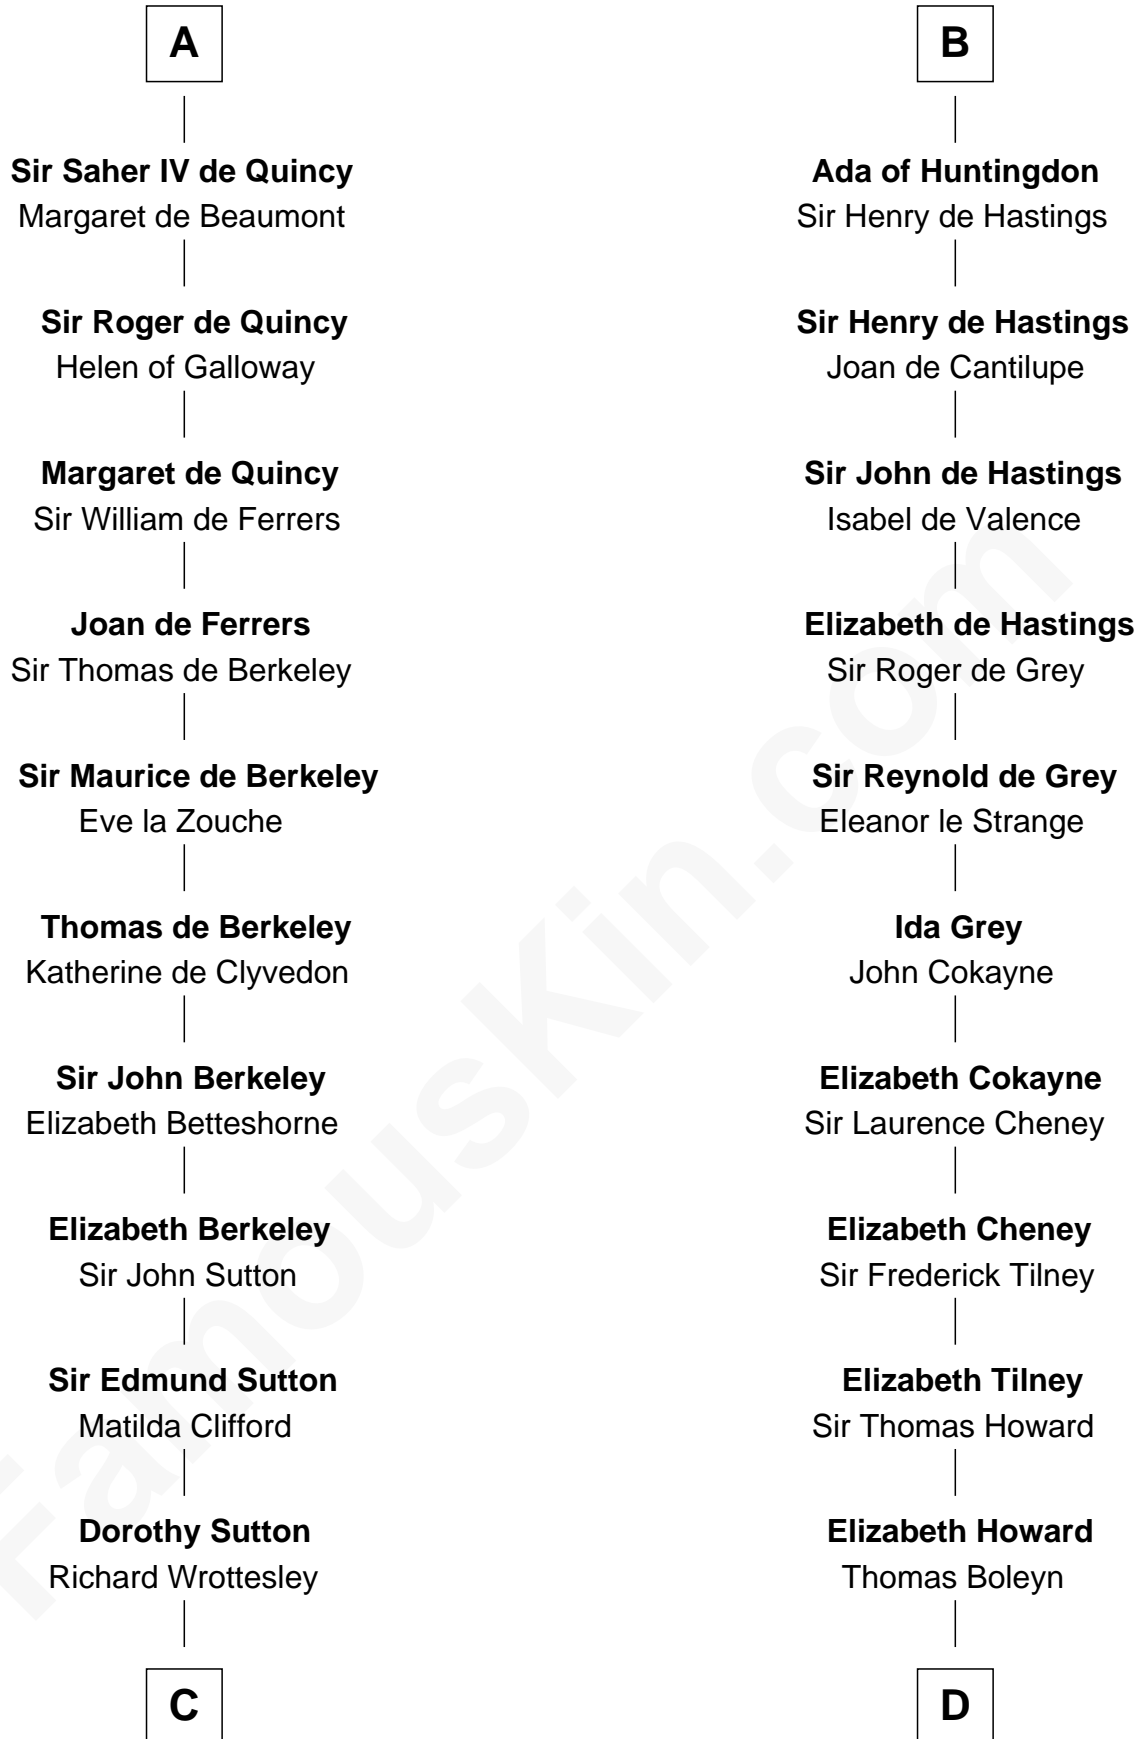 A
Sir Saher IV de Quincy
Margaret de Beaumont
Sir Roger de Quincy
Helen of Galloway
Margaret de Quincy
Sir William de Ferrers
Joan de Ferrers
Sir Thomas de Berkeley
Sir Maurice de Berkeley
Eve la Zouche
Thomas de Berkeley
Katherine de Clyvedon
Sir John Berkeley
Elizabeth Betteshorne
Elizabeth Berkeley
Sir John Sutton
Sir Edmund Sutton
Matilda Clifford
Dorothy Sutton
Richard Wrottesley
C
B
Ada of Huntingdon
Sir Henry de Hastings
Sir Henry de Hastings
Joan de Cantilupe
Sir John de Hastings
Isabel de Valence
Elizabeth de Hastings
Sir Roger de Grey
Sir Reynold de Grey
Eleanor le Strange
Ida Grey
John Cokayne
Elizabeth Cokayne
Sir Laurence Cheney
Elizabeth Cheney
Sir Frederick Tilney
Elizabeth Tilney
Sir Thomas Howard
Elizabeth Howard
Thomas Boleyn
D
FamousKin.com